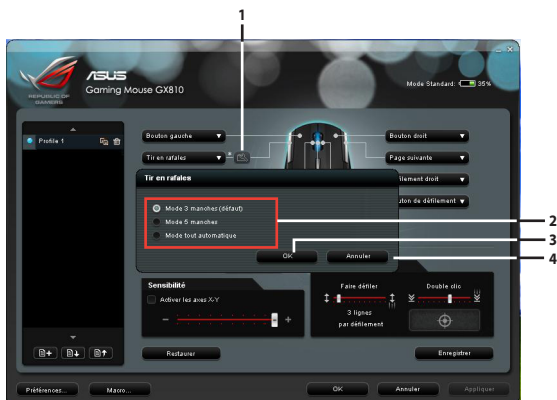 1
REPUBLIC OF
GAMERS
ASUS
Gaming Mouse GX810
Mode Standard: 35%
Profile 1
Bouton gauche
Bouton droit
Tir en rafales
Page suivante
Tir en rafales
filement droit
uton de défilement
Mode 3 manches (défaut)
Mode 5 manches
Mode tout automatique
2
3
OK
Annuler
4
Sensibilité
Activer les axes X-Y
Faire défiler
Double clic
3 lignes
par défilement
Restaurer
Enregistrer
Préférences...
Macro...
OK
Annuler
Appliquer